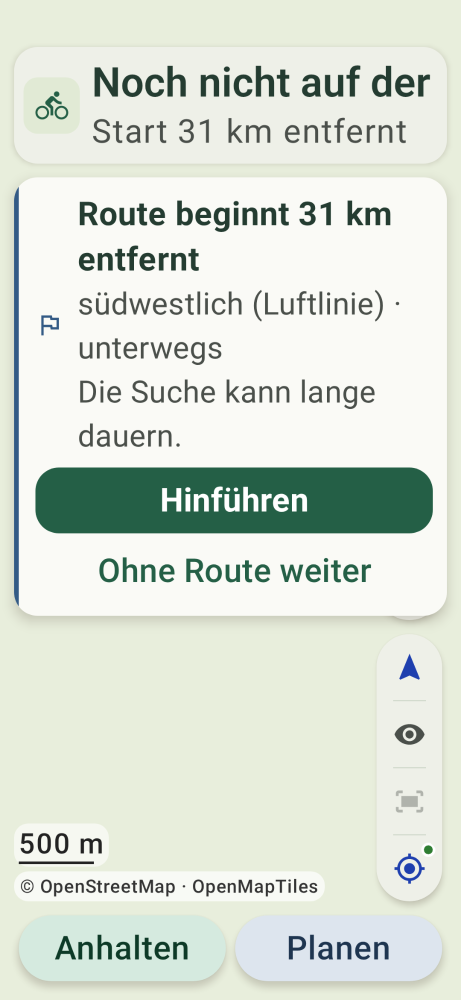 Noch nicht auf der
Start 31 km entfernt
Route beginnt 31 km
entfernt
südwestlich (Luftlinie) ·
unterwegs
Die Suche kann lange
dauern.
Hinführen
Ohne Route weiter
500 m
© OpenStreetMap · OpenMapTiles
Anhalten
Planen